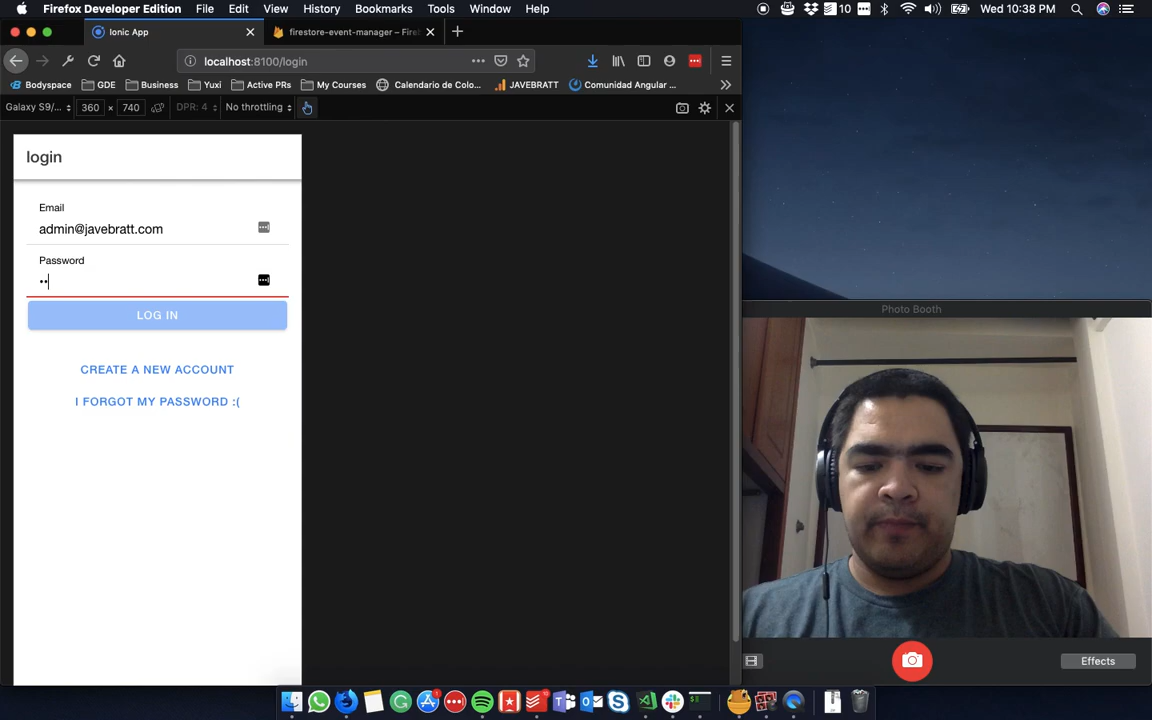 Firefox Developer Edition File Edit View History Bookmarks Tools Window Help 10 Wed 10:38 PM
Ionic App firestore-event-manager – Fire
localhost:8100/login
Bodyspace GDE Business Yuxi Active PRs My Courses Calendario de Colo... JAVEBRATT Comunidad Angular ...
Galaxy S9/... 360 × 740 DPR: 4 No throttling
login
Email
admin@javebratt.com
Password
LOG IN
CREATE A NEW ACCOUNT
I FORGOT MY PASSWORD :(
Photo Booth
Effects